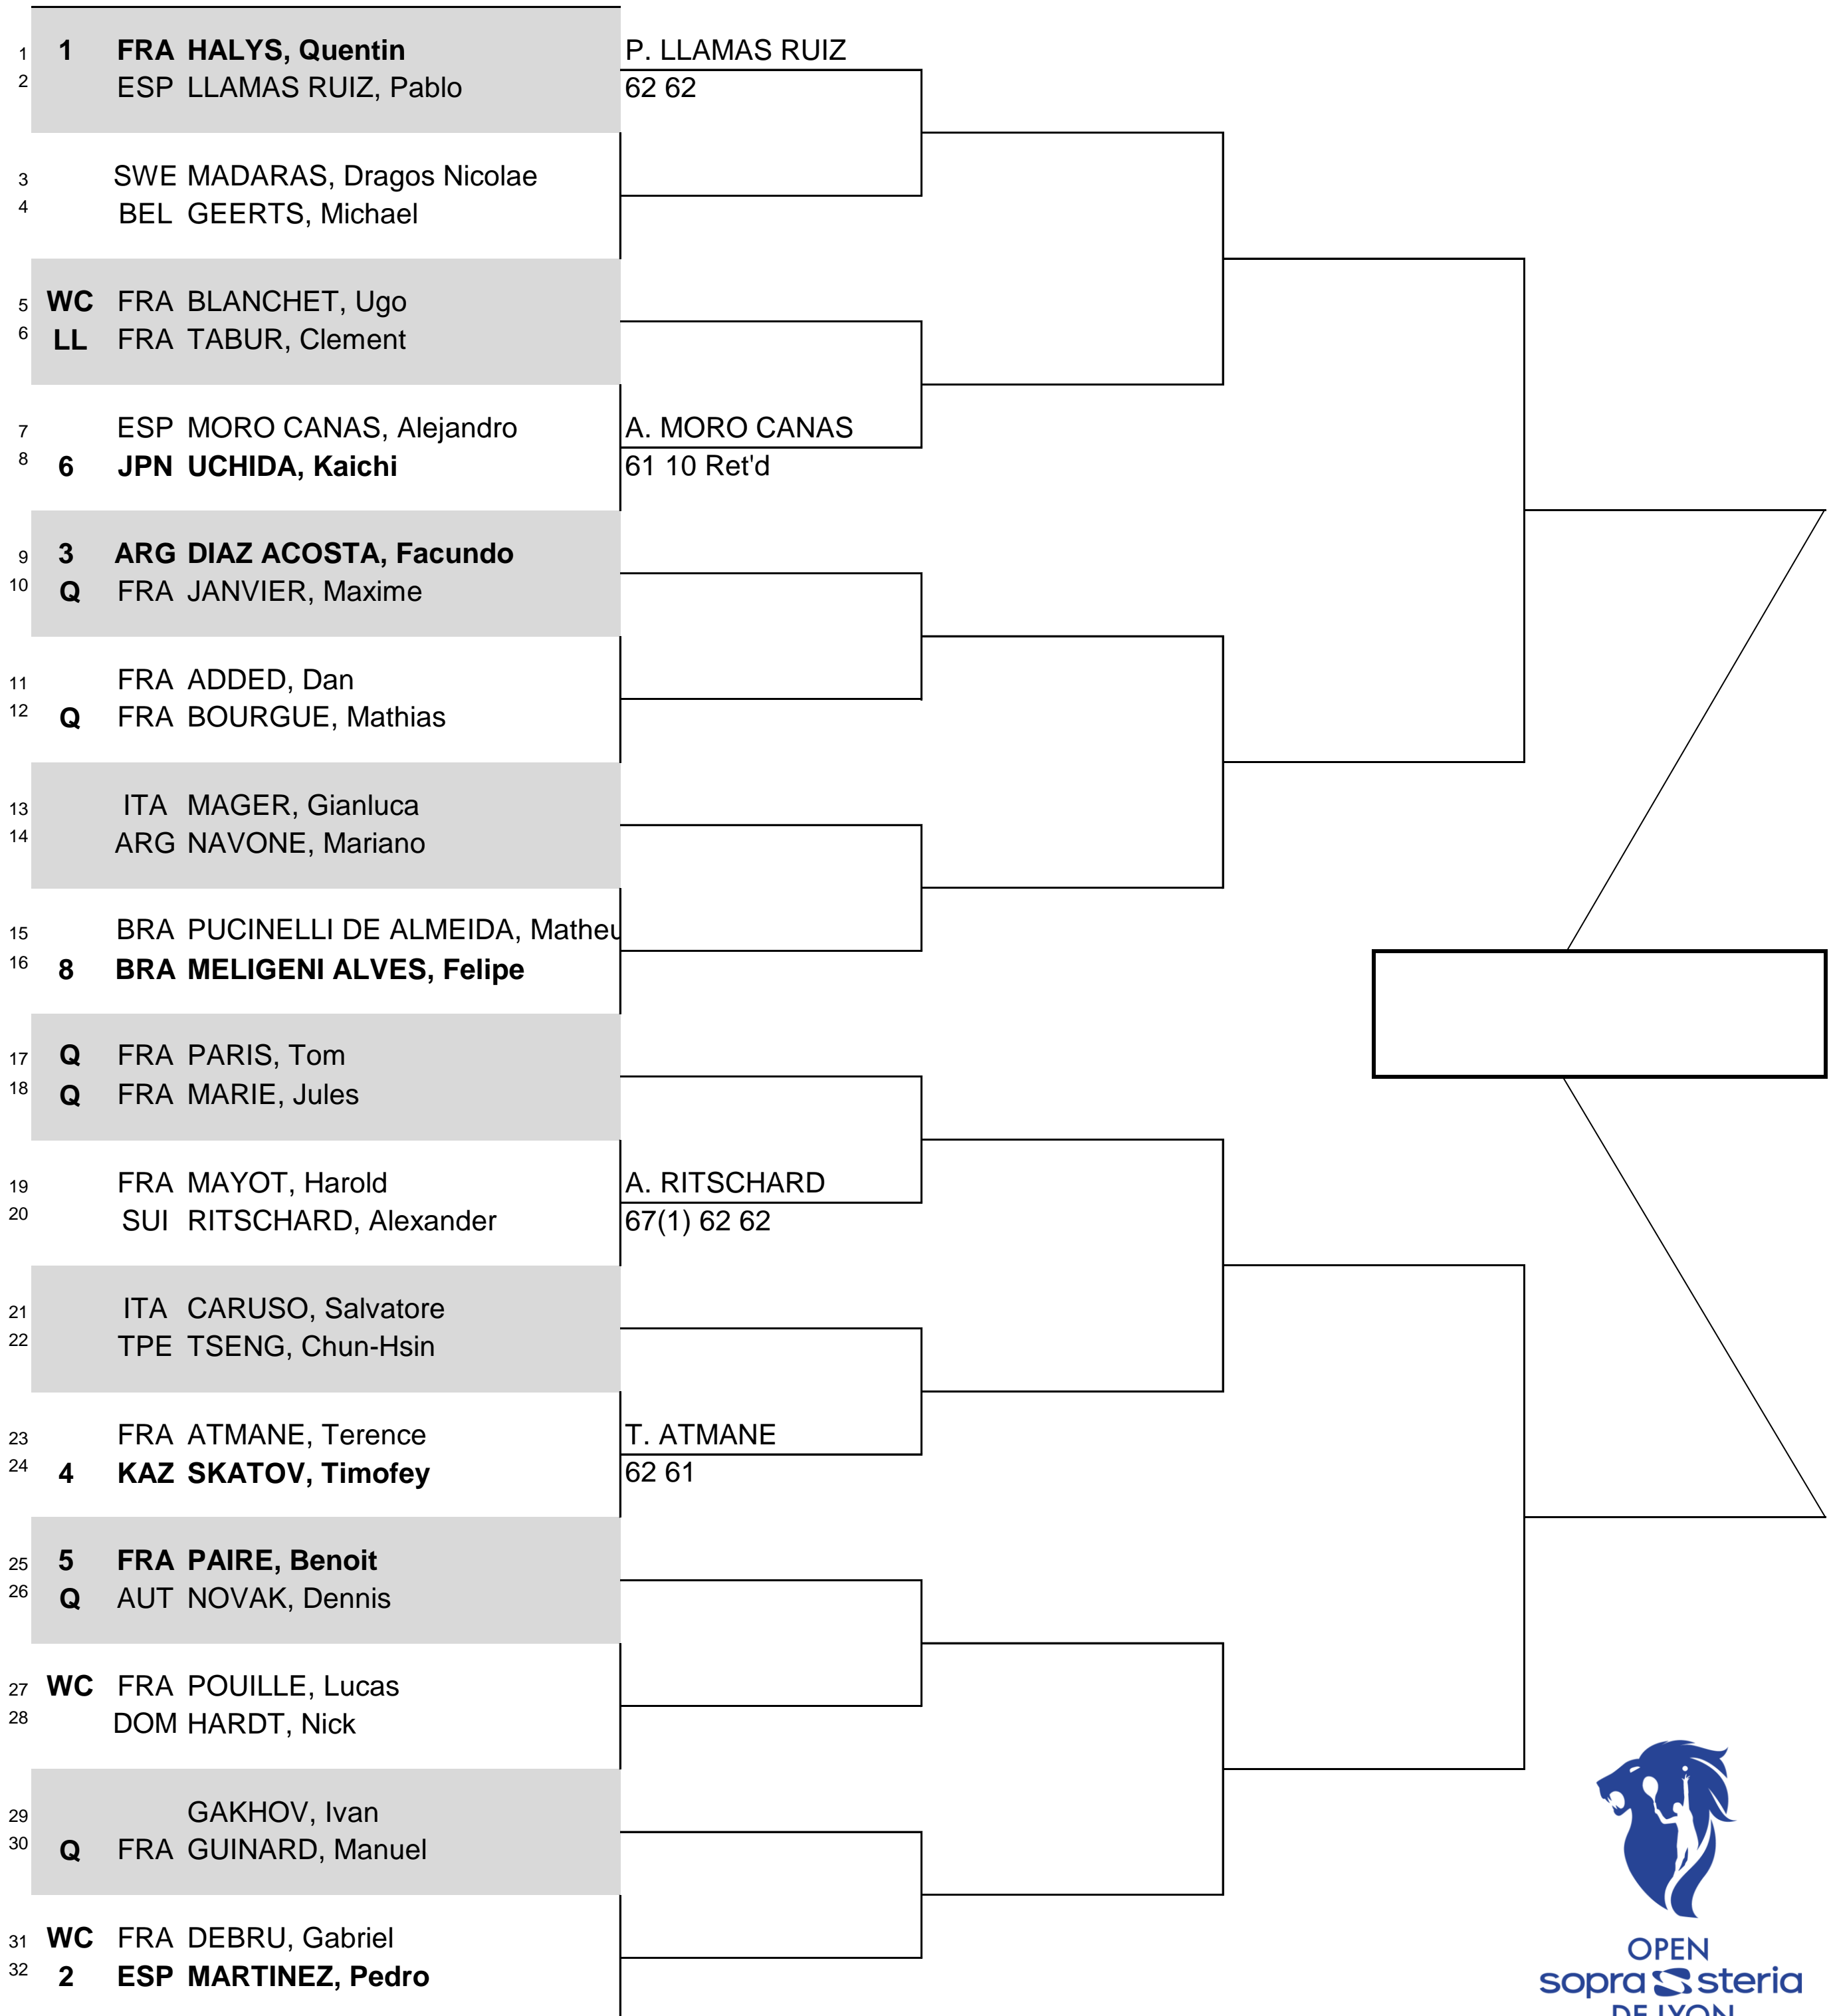 1 1 FRA HALYS, Quentin P. LLAMAS RUIZ
2 ESP LLAMAS RUIZ, Pablo 62 62
3 SWE MADARAS, Dragos Nicolae
4 BEL GEERTS, Michael
5 WC FRA BLANCHET, Ugo
6 LL FRA TABUR, Clement
7 ESP MORO CANAS, Alejandro A. MORO CANAS
8 6 JPN UCHIDA, Kaichi 61 10 Ret'd
9 3 ARG DIAZ ACOSTA, Facundo
10 Q FRA JANVIER, Maxime
11 FRA ADDED, Dan
12 Q FRA BOURGUE, Mathias
13 ITA MAGER, Gianluca
14 ARG NAVONE, Mariano
15 BRA PUCINELLI DE ALMEIDA, Matheu
16 8 BRA MELIGENI ALVES, Felipe
17 Q FRA PARIS, Tom
18 Q FRA MARIE, Jules
19 FRA MAYOT, Harold A. RITSCHARD
20 SUI RITSCHARD, Alexander 67(1) 62 62
21 ITA CARUSO, Salvatore
22 TPE TSENG, Chun-Hsin
23 FRA ATMANE, Terence T. ATMANE
24 4 KAZ SKATOV, Timofey 62 61
25 5 FRA PAIRE, Benoit
26 Q AUT NOVAK, Dennis
27 WC FRA POUILLE, Lucas
28 DOM HARDT, Nick
29 GAKHOV, Ivan
30 Q FRA GUINARD, Manuel
31 WC FRA DEBRU, Gabriel
32 2 ESP MARTINEZ, Pedro
OPEN
sopra steria
DE LYON